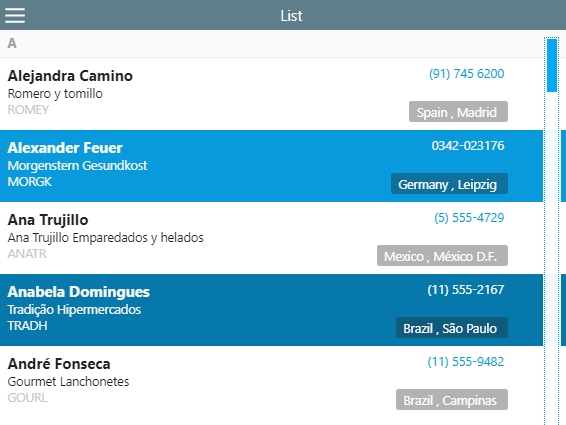 List
A
Alejandra Camino
(91) 745 6200
Romero y tomillo
ROMEY
Spain , Madrid
Alexander Feuer
0342-023176
Morgenstern Gesundkost
MORGK
Germany , Leipzig
Ana Trujillo
(5) 555-4729
Ana Trujillo Emparedados y helados
ANATR
Mexico , México D.F.
Anabela Domingues
(11) 555-2167
Tradição Hipermercados
TRADH
Brazil , São Paulo
André Fonseca
(11) 555-9482
Gourmet Lanchonetes
GOURL
Brazil , Campinas